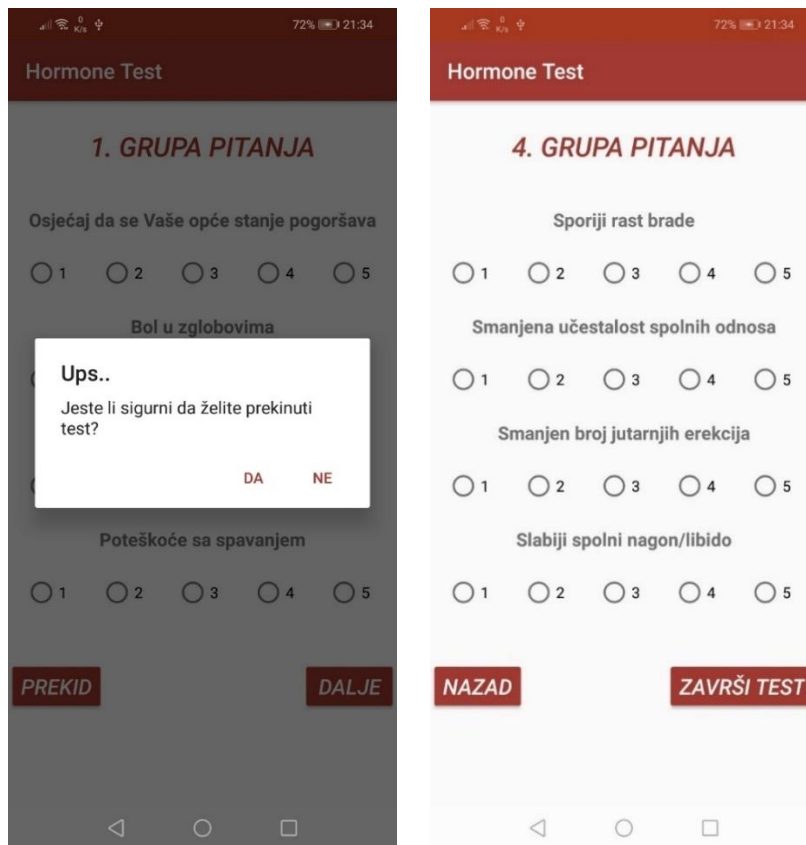 0 K/s 72% 21:34
Hormone Test
1. GRUPA PITANJA
Osjećaj da se Vaše opće stanje pogoršava
1 2 3 4 5
Bol u zglobovima
Ups..
Jeste li sigurni da želite prekinuti
test?
DA NE
Poteškoće sa spavanjem
1 2 3 4 5
PREKID DALJE
0 K/s 72% 21:34
Hormone Test
4. GRUPA PITANJA
Sporiji rast brade
1 2 3 4 5
Smanjena učestalost spolnih odnosa
1 2 3 4 5
Smanjen broj jutarnjih erekcija
1 2 3 4 5
Slabiji spolni nagon/libido
1 2 3 4 5
NAZAD ZAVRŠI TEST